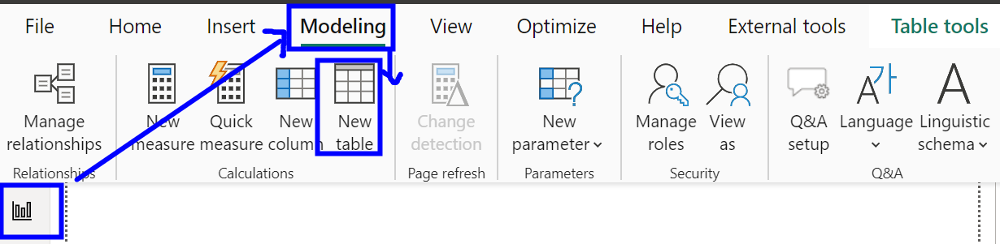 File Home Insert Modeling View Optimize Help External tools Table tools
Manage relationships
New measure
Quick measure
New column
New table
Change detection
New parameter
Manage roles
View as
Q&A setup
Language
Linguistic schema
Relationships Calculations Page refresh Parameters Security Q&A